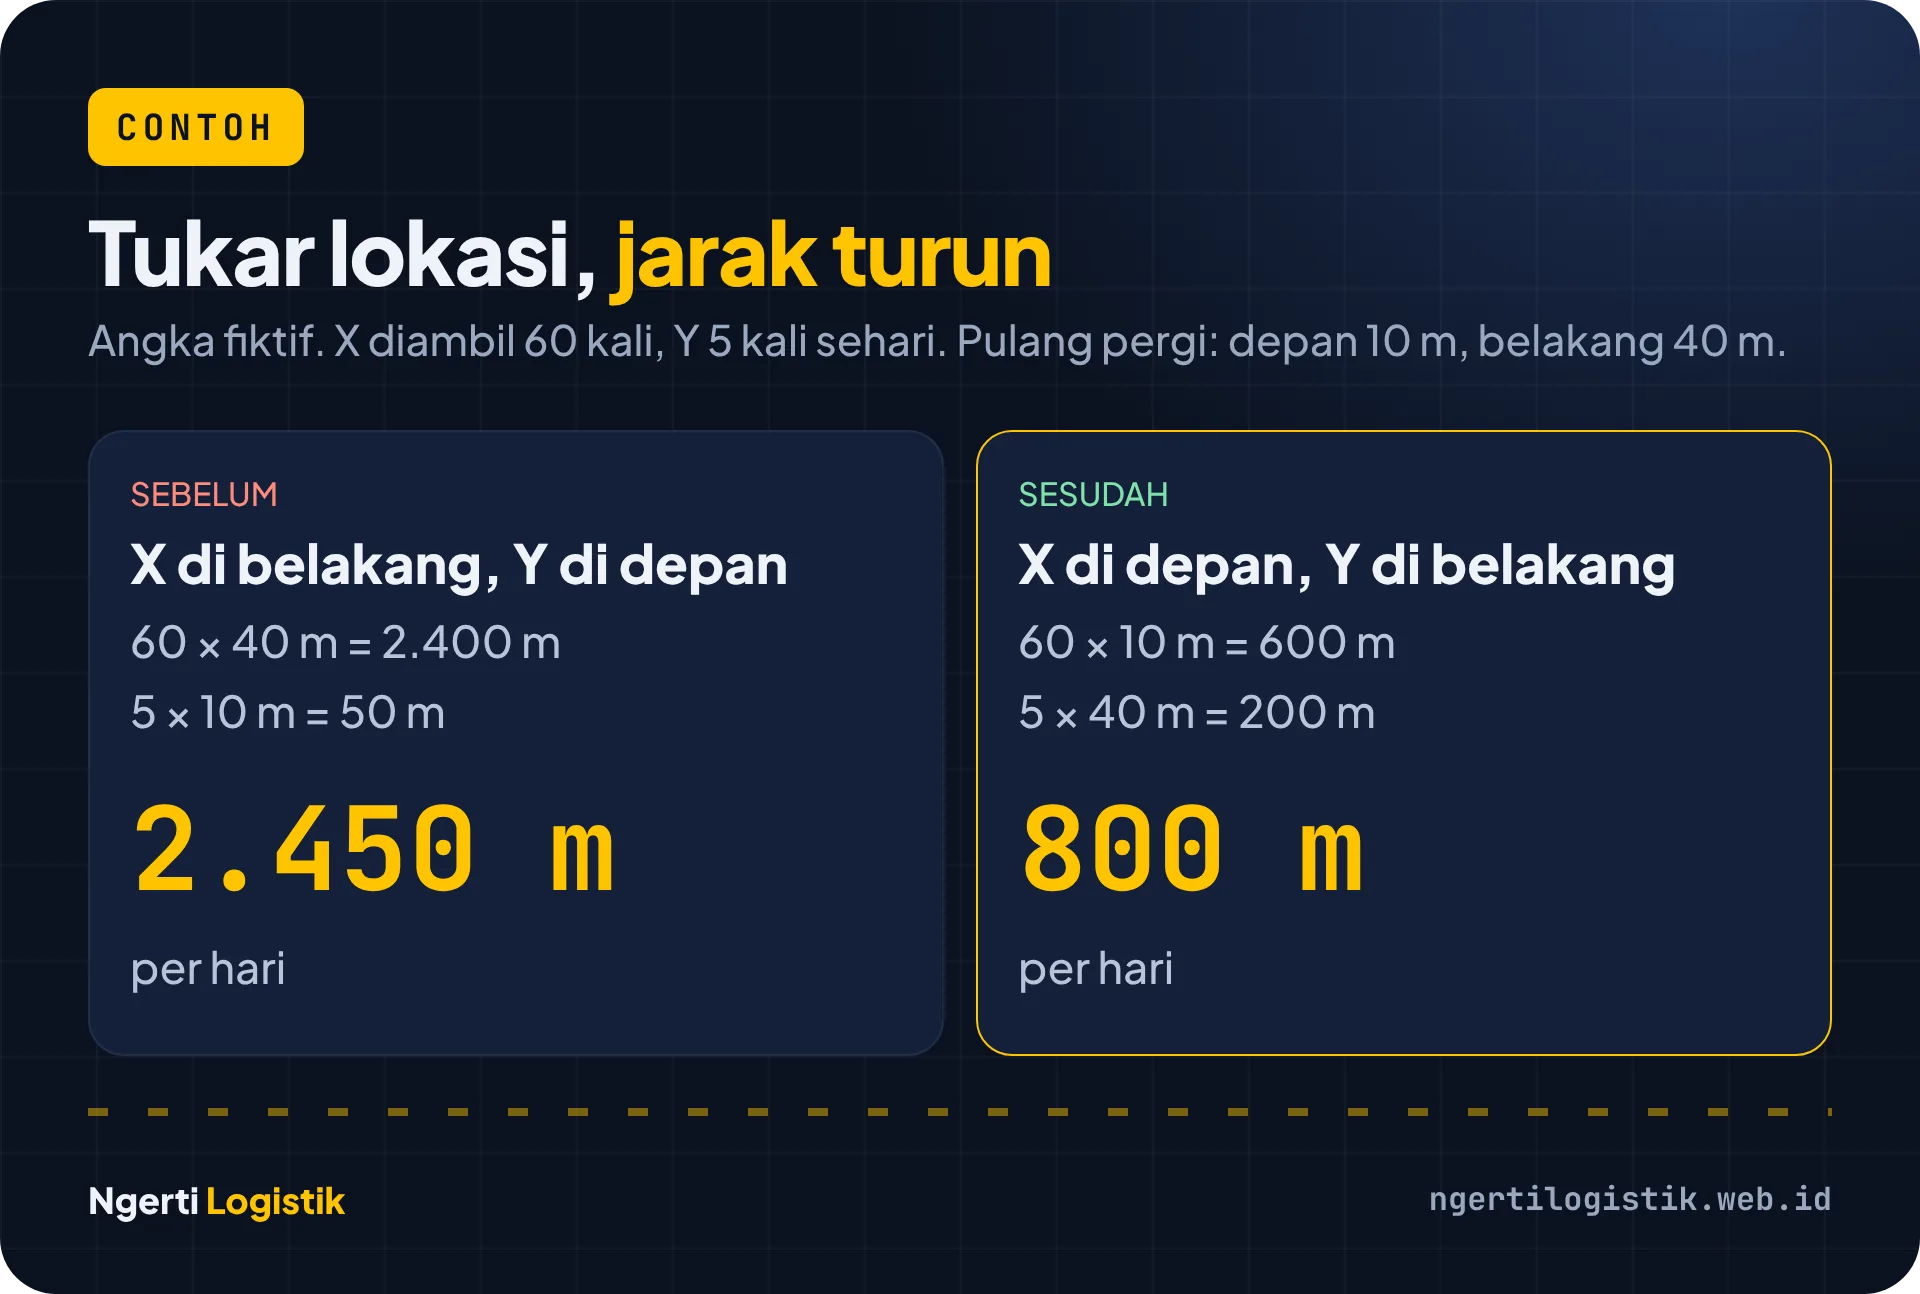 CONTOH
Tukar lokasi, jarak turun
Angka fiktif. X diambil 60 kali, Y 5 kali sehari. Pulang pergi: depan 10 m, belakang 40 m.
SEBELUM
X di belakang, Y di depan
60 × 40 m = 2.400 m
5 × 10 m = 50 m
2.450 m
per hari
SESUDAH
X di depan, Y di belakang
60 × 10 m = 600 m
5 × 40 m = 200 m
800 m
per hari
Ngerti Logistik
ngertilogistik.web.id